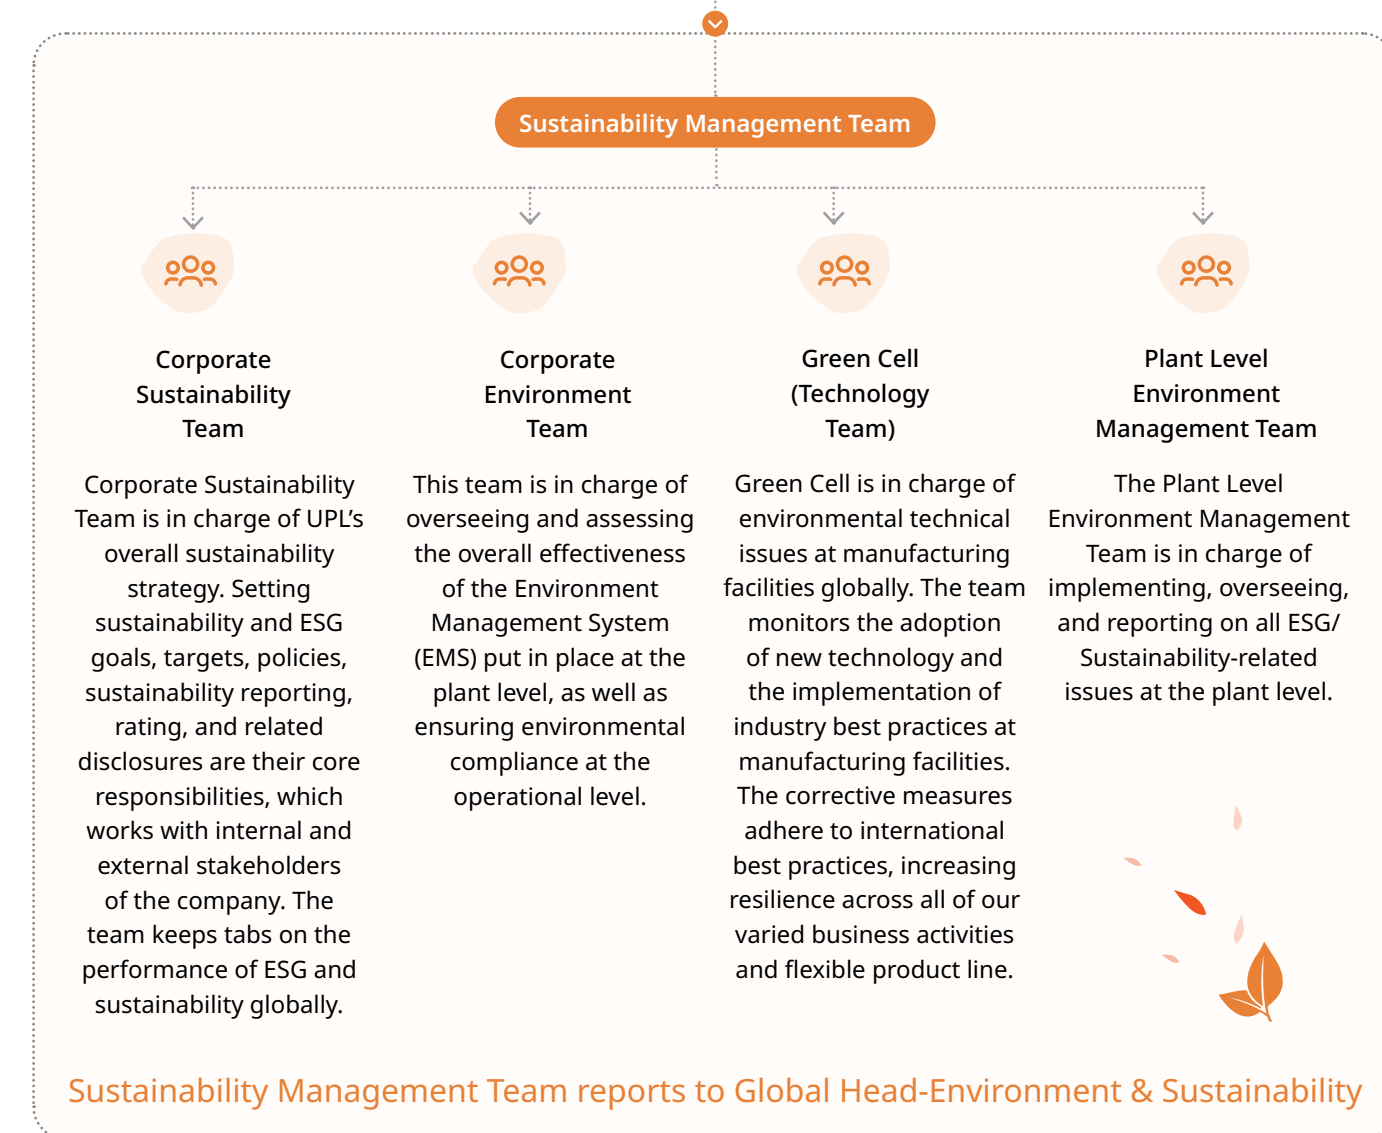 Sustainability Management Team
Corporate
Sustainability
Team
Corporate Sustainability
Team is in charge of UPL’s
overall sustainability
strategy. Setting
sustainability and ESG
goals, targets, policies,
sustainability reporting,
rating, and related
disclosures are their core
responsibilities, which
works with internal and
external stakeholders
of the company. The
team keeps tabs on the
performance of ESG and
sustainability globally.
Corporate
Environment
Team
This team is in charge of
overseeing and assessing
the overall effectiveness
of the Environment
Management System
(EMS) put in place at the
plant level, as well as
ensuring environmental
compliance at the
operational level.
Green Cell
(Technology
Team)
Green Cell is in charge of
environmental technical
issues at manufacturing
facilities globally. The team
monitors the adoption
of new technology and
the implementation of
industry best practices at
manufacturing facilities.
The corrective measures
adhere to international
best practices, increasing
resilience across all of our
varied business activities
and flexible product line.
Plant Level
Environment
Management Team
The Plant Level
Environment Management
Team is in charge of
implementing, overseeing,
and reporting on all ESG/
Sustainability-related
issues at the plant level.
Sustainability Management Team reports to Global Head-Environment & Sustainability